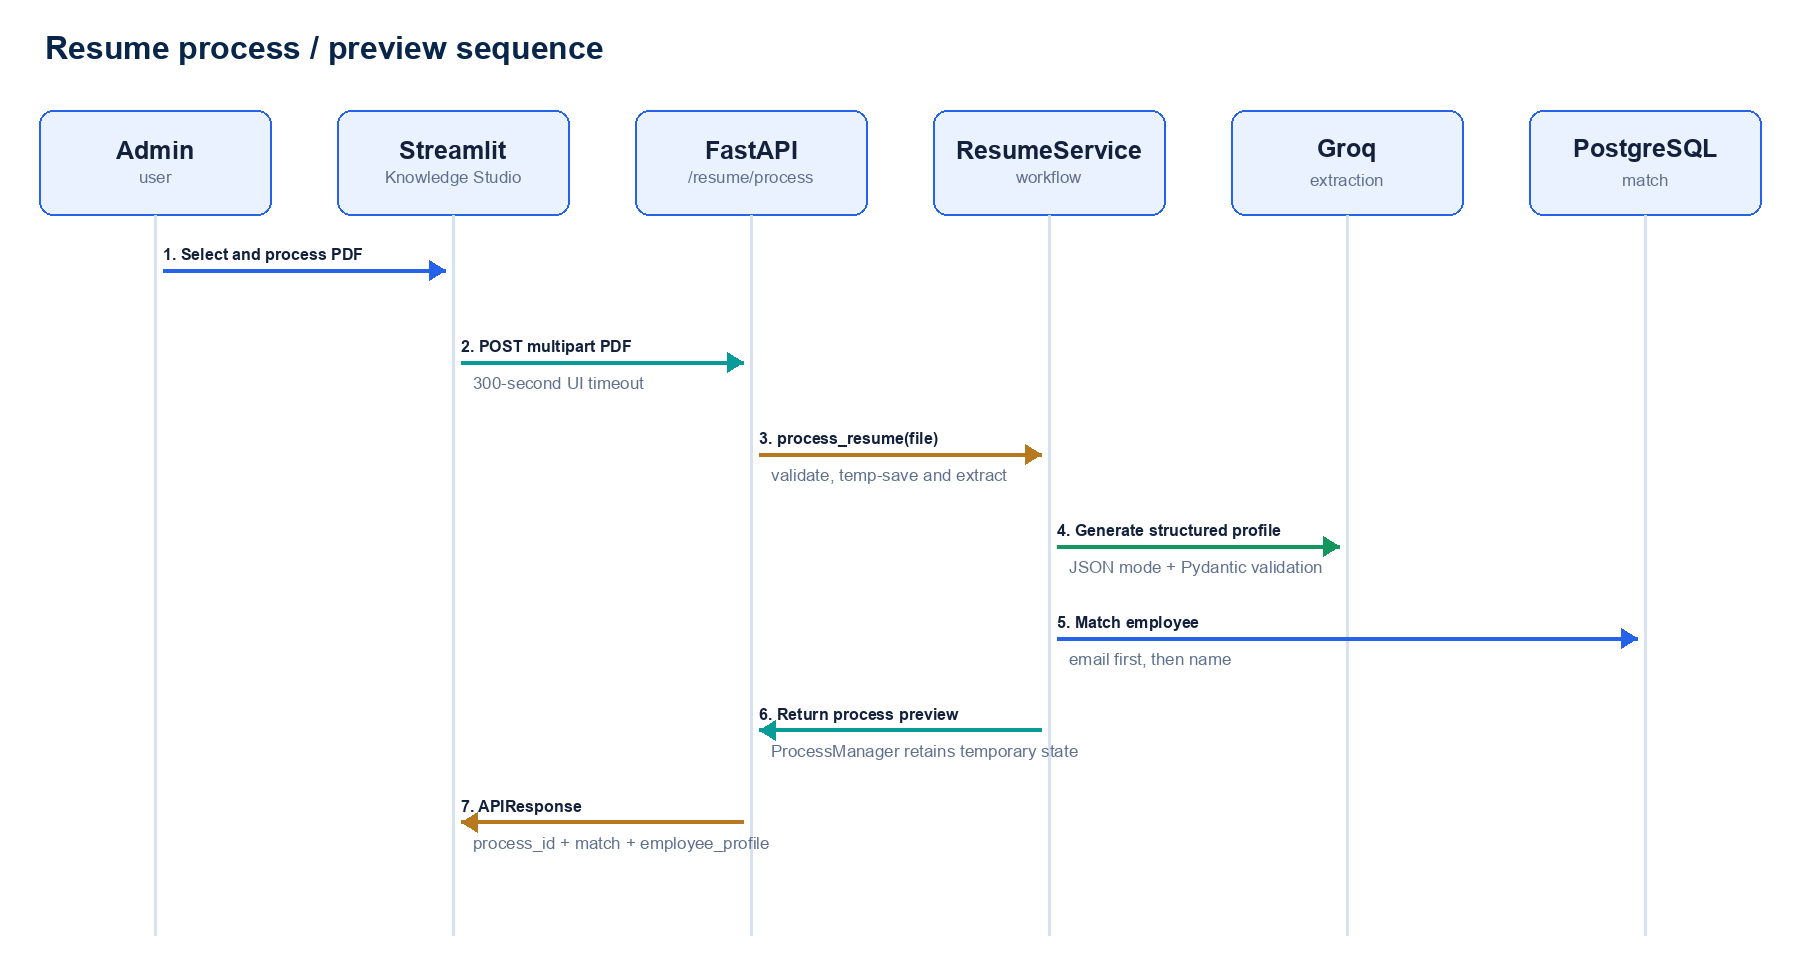 Resume process / preview sequence
Admin
user
Streamlit
Knowledge Studio
FastAPI
/resume/process
ResumeService
workflow
Groq
extraction
PostgreSQL
match
1. Select and process PDF
2. POST multipart PDF
300-second UI timeout
3. process_resume(file)
validate, temp-save and extract
4. Generate structured profile
JSON mode + Pydantic validation
5. Match employee
email first, then name
6. Return process preview
ProcessManager retains temporary state
7. APIResponse
process_id + match + employee_profile